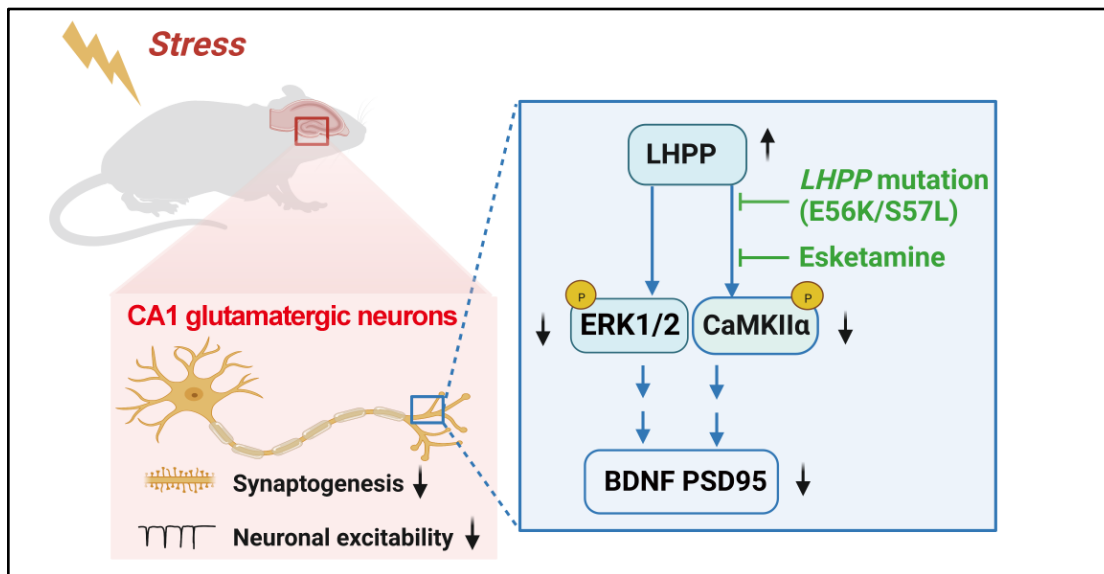 Stress
CA1 glutamatergic neurons
Synaptogenesis
Neuronal excitability
LHPP
LHPP mutation
(E56K/S57L)
Esketamine
P
P
ERK1/2
CaMKIIα
BDNF PSD95